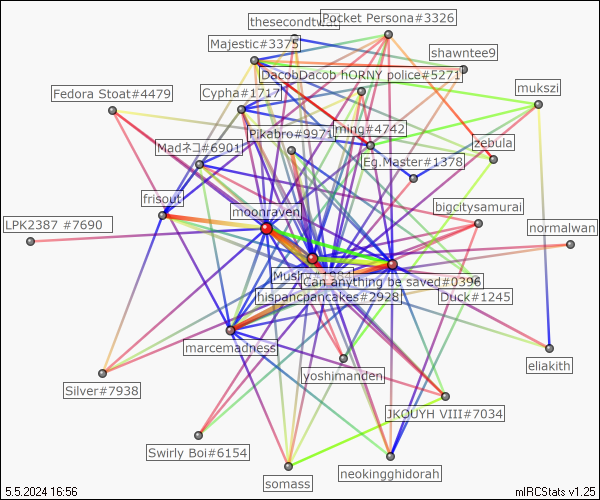 thesecondtwat
Pocket Persona#3326
Majestic#3375
shawntee9
DacobDacob hORNY police#5271
mukszi
Fedora Stoat#4479
Cypha#1717
Pikabro#9971
ming#4742
zebula
Madネコ#6901
Eg.Master#1378
frisout
moonraven
bigcitysamurai
LPK2387 #7690
normalwan
Can anything be saved#0396
hispancpancakes#2928
Duck#1245
marcemadness
eliakith
yoshimanden
Silver#7938
JKOUYH VIII#7034
Swirly Boi#6154
neokingghidorah
somass
5.5.2024 16:56
mIRCStats v1.25